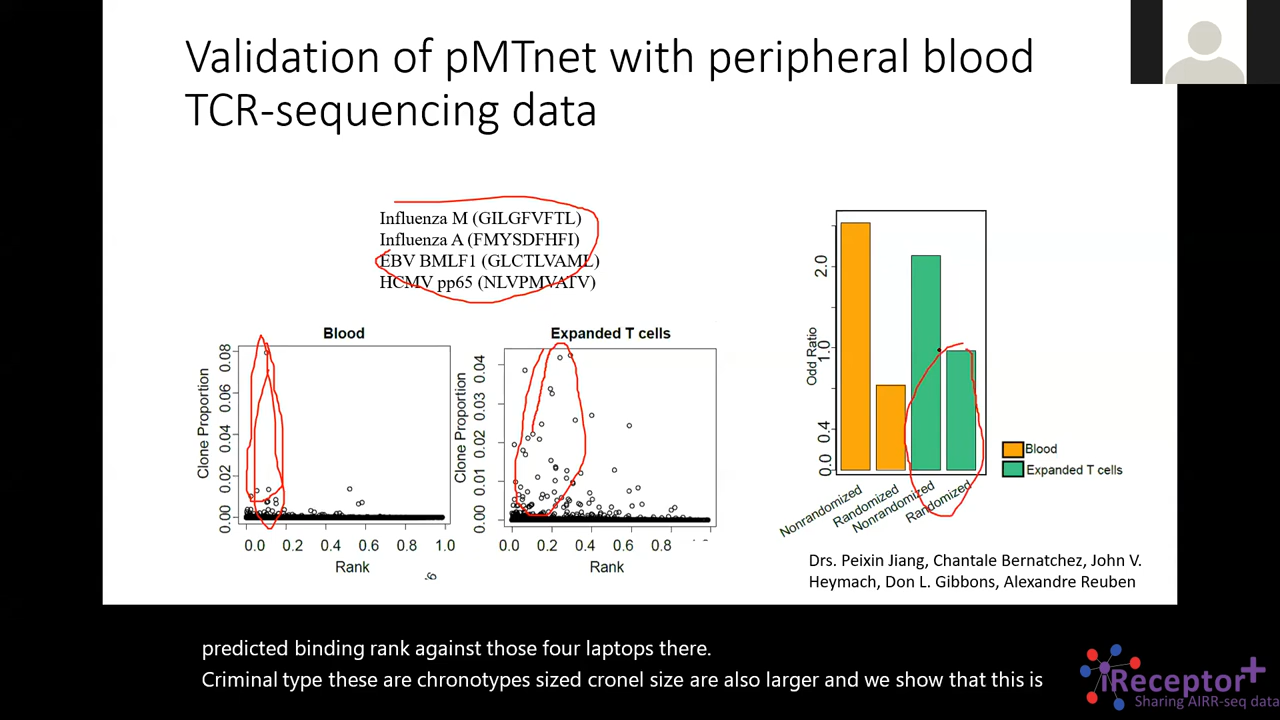 Validation of pMTnet with peripheral blood
TCR-sequencing data
Influenza M (GILGFVFTL)
Influenza A (FMYSDFHFI)
EBV BMLF1 (GLCTLVAML)
HCMV pp65 (NLVPMVATV)
Blood
Clone Proportion
0.08
0.06
0.04
0.02
0.00
0.0 0.2 0.4 0.6 0.8 1.0
Rank
Expanded T cells
Clone Proportion
0.04
0.03
0.02
0.01
0.00
0.0 0.2 0.4 0.6 0.8
Rank
Odd Ratio
2.0
1.0
0.4
0.0
Nonrandomized
Randomized
Nonrandomized
Randomized
Blood
Expanded T cells
Drs. Peixin Jiang, Chantale Bernatchez, John V.
Heymach, Don L. Gibbons, Alexandre Reuben
predicted binding rank against those four laptops there.
Criminal type these are chronotypes sized cronel size are also larger and we show that this is
iReceptor+
Sharing AIRR-seq data